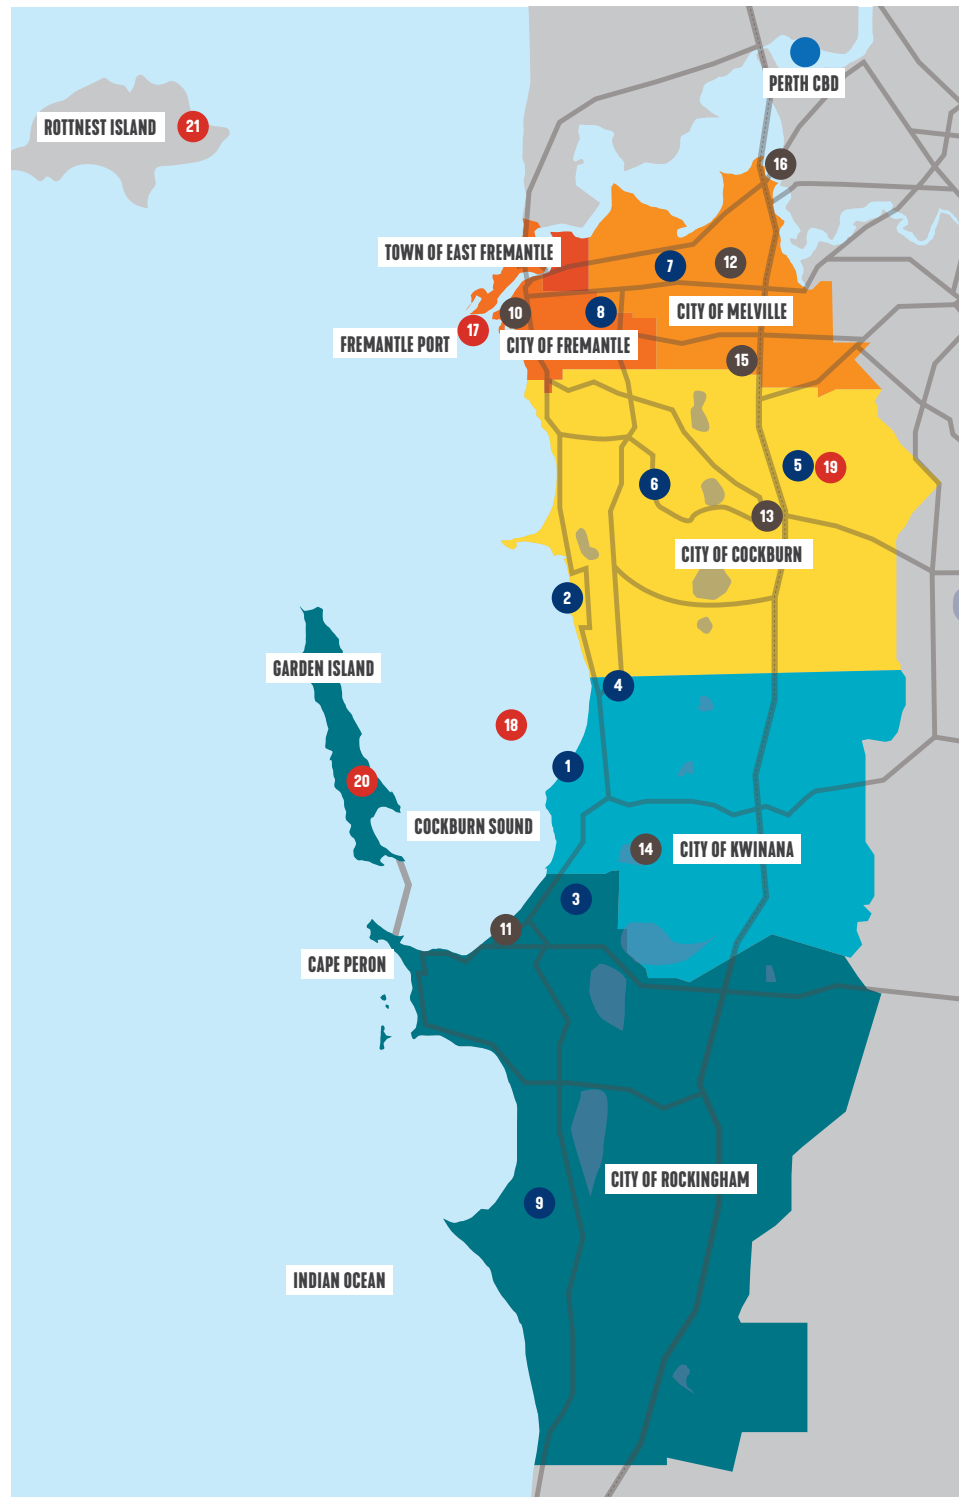 PERTH CBD
ROTTNEST ISLAND
21
16
TOWN OF EAST FREMANTLE
7
12
10
8
CITY OF MELVILLE
17
FREMANTLE PORT
CITY OF FREMANTLE
15
5
19
6
13
CITY OF COCKBURN
2
GARDEN ISLAND
4
18
1
20
COCKBURN SOUND
14
CITY OF KWINANA
3
11
CAPE PERON
CITY OF ROCKINGHAM
9
INDIAN OCEAN